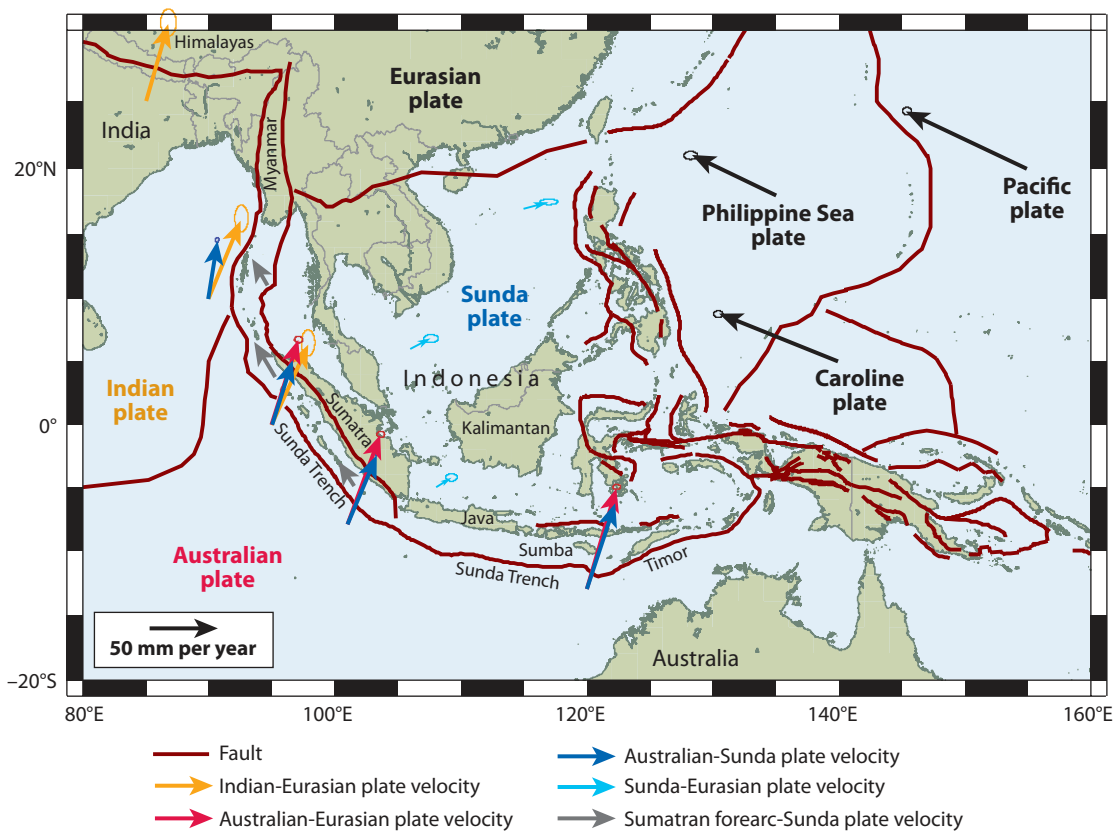 Himalayas
Eurasian
plate
India
Myanmar
20°N
Pacific
plate
Philippine Sea
plate
Sunda
plate
Indonesia
Caroline
plate
Indian
plate
0°
Kalimantan
Sumatra
Sunda Trench
Java
Sumba
Timor
Sunda Trench
Australian
plate
50 mm per year
Australia
–20°S
80°E 100°E 120°E 140°E 160°E
Fault
Australian-Sunda plate velocity
Indian-Eurasian plate velocity
Sunda-Eurasian plate velocity
Australian-Eurasian plate velocity
Sumatran forearc-Sunda plate velocity